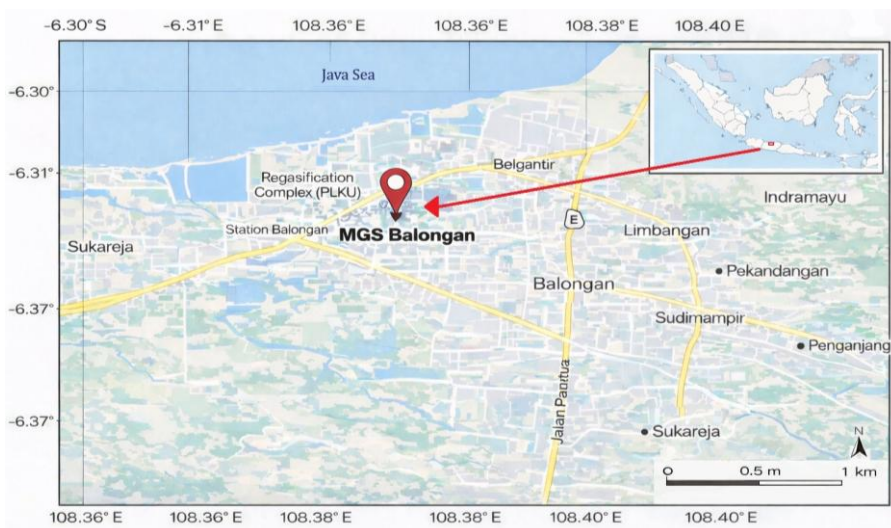 -6.30°S -6.31°E 108.36°E 108.36°E 108.38°E 108.40 E
Java Sea
-6.30°
-6.31°
Belgantir
Regasification
Complex (PLKU)
Indramayu
E
Station Balongan
MGS Balongan
Limbangan
Sukareja
Pekandangan
Balongan
-6.37°
Sudimampir
Penganjang
Jalan Pantua
-6.37°
Sukareja
N
0 0.5 m 1 km
108.36° E 108.36° E 108.38° E 108.38° E 108.40° E 108.40° E